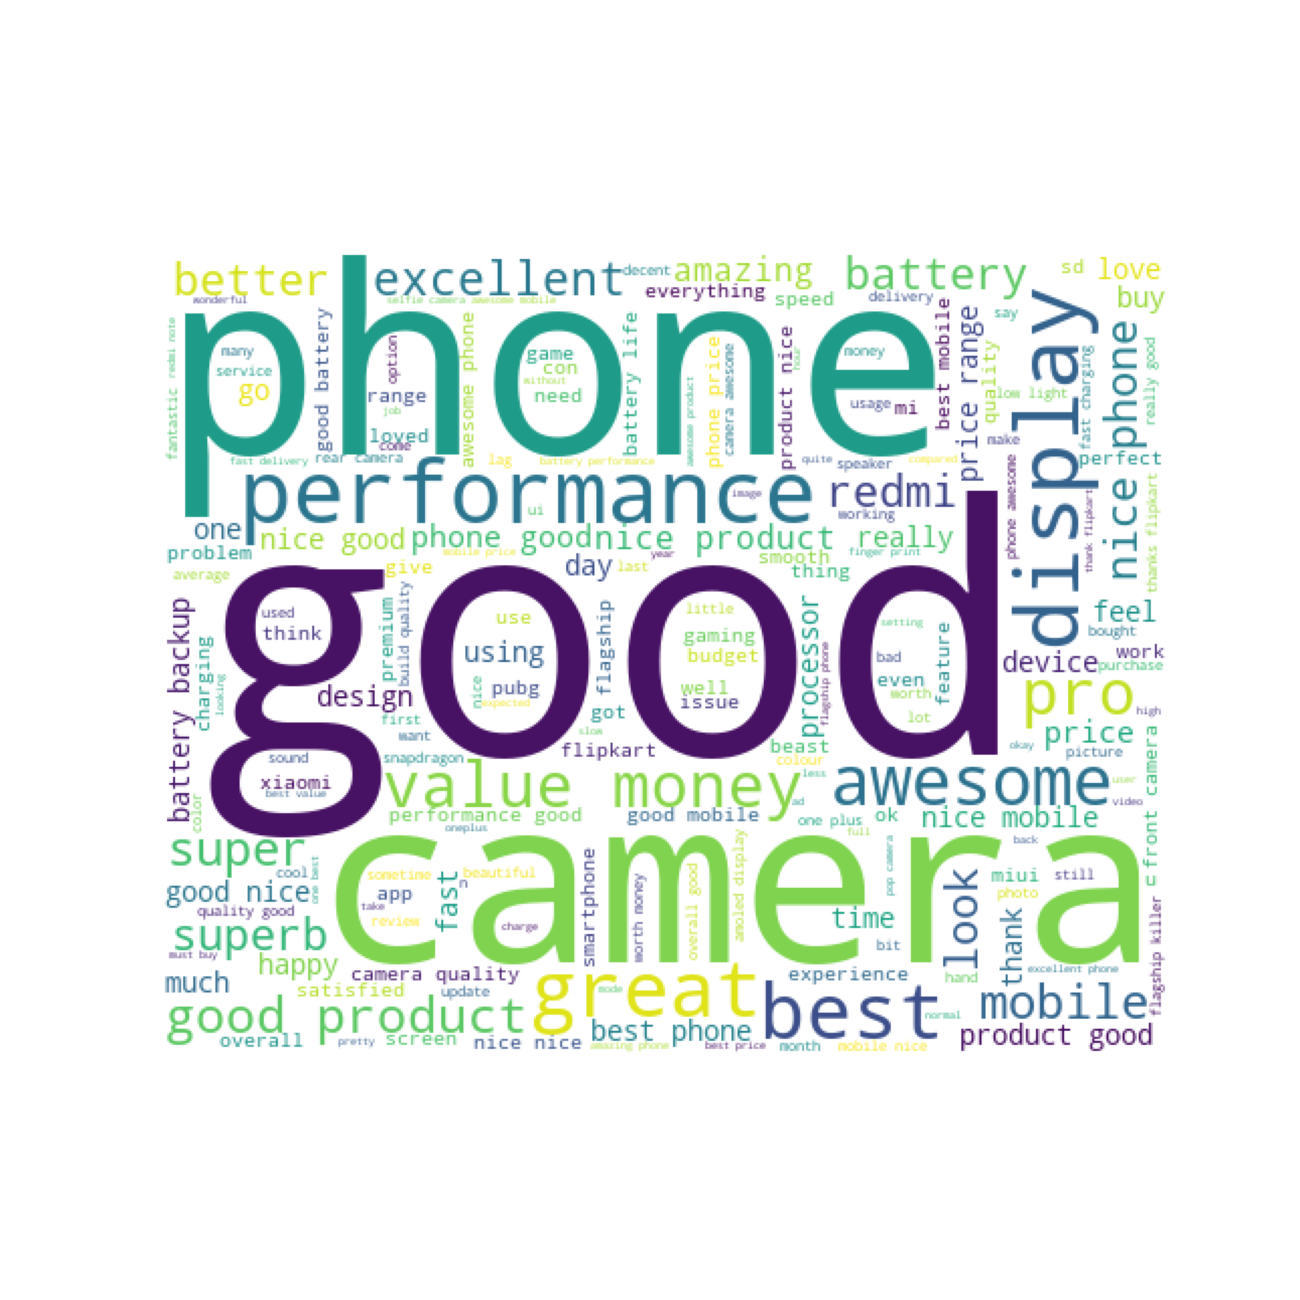 better
excellent
decent
amazing
battery
sd
love
wonderful
selfie camera awesome mobile
everything
speed
delivery
buy
phone
fantastic redmi note
many
service
go
good battery
option
range
job
loved
come
awesome phone
game
con
without
need
battery life
phone price
camera awesome
awesome product
product nice
hour
money
usage
mi
best mobile
price range
say
quality
low light
make
display
fast charging
nice phone
really good
perfect
fast delivery
rear camera
lag
battery performance
quite
speaker
compared
performance
image
redmi
working
phone awesome
thank flipkart
thanks flipkart
one
ui
problem
nice good
phone good
nice product
really
mobile price
year
smooth
finger print
average
give
day
last
thing
good
used
think
premium
build quality
use
using
pubg
nice
expected
flagship
little
gaming
budget
well
issue
processor
flagship phone
setting
bad
even
worth
lot
feature
feel
bought
work
device
purchase
pro
high
battery backup
charging
looking
design
first
want
got
slow
flipkart
beast
colour
okay
price
picture
sound
xiaomi
best value
snapdragon
value money
less
awesome
user
video
color
performance good
oneplus
good mobile
ad
one plus
full
ok
nice mobile
back
front camera
super
cool
one best
good nice
quality good
camera
sometime
beautiful
app
take
review
fast
charge
smartphone
worth money
overall good
amoled display
pop camera
time
bit
look
miui
photo
still
thank
superb
must buy
happy
camera quality
great
experience
hand
excellent phone
flagship killer
much
satisfied
update
mode
best
normal
mobile
good product
overall
pretty
screen
nice nice
best phone
amazing phone
best price
month
mobile nice
product good